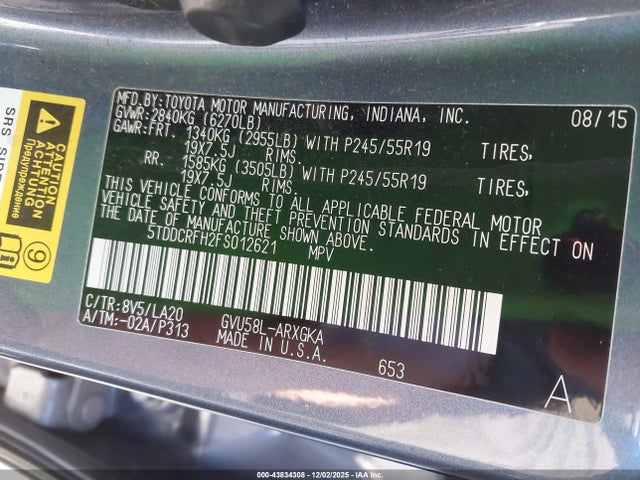 MFD.BY:TOYOTA MOTOR MANUFACTURING, INDIANA, INC. 08/15
GVWR: 2840KG (6270LB)
GAWR:FRT. 1340KG (2955LB) WITH P245/55R19 TIRES,
19X7.5J RIMS.
RR. 1585KG (3505LB) WITH P245/55R19 TIRES,
19X7.5J RIMS.
THIS VEHICLE CONFORMS TO ALL APPLICABLE FEDERAL MOTOR
VEHICLE SAFETY AND THEFT PREVENTION STANDARDS IN EFFECT ON
THE DATE OF MANUFACTURE SHOWN ABOVE.
5TDDCRFH2FS012621 MPV
C/TR:8V5/LA20 GVU58L-ARXGKA
A/TM:-02A/P313 MADE IN U.S.A.
653
A
SRS
CAUTION
ATTENTION
ACHTUNG
Предупреждение
9
000-43834308 | 12/02/2025 - IAA Inc.